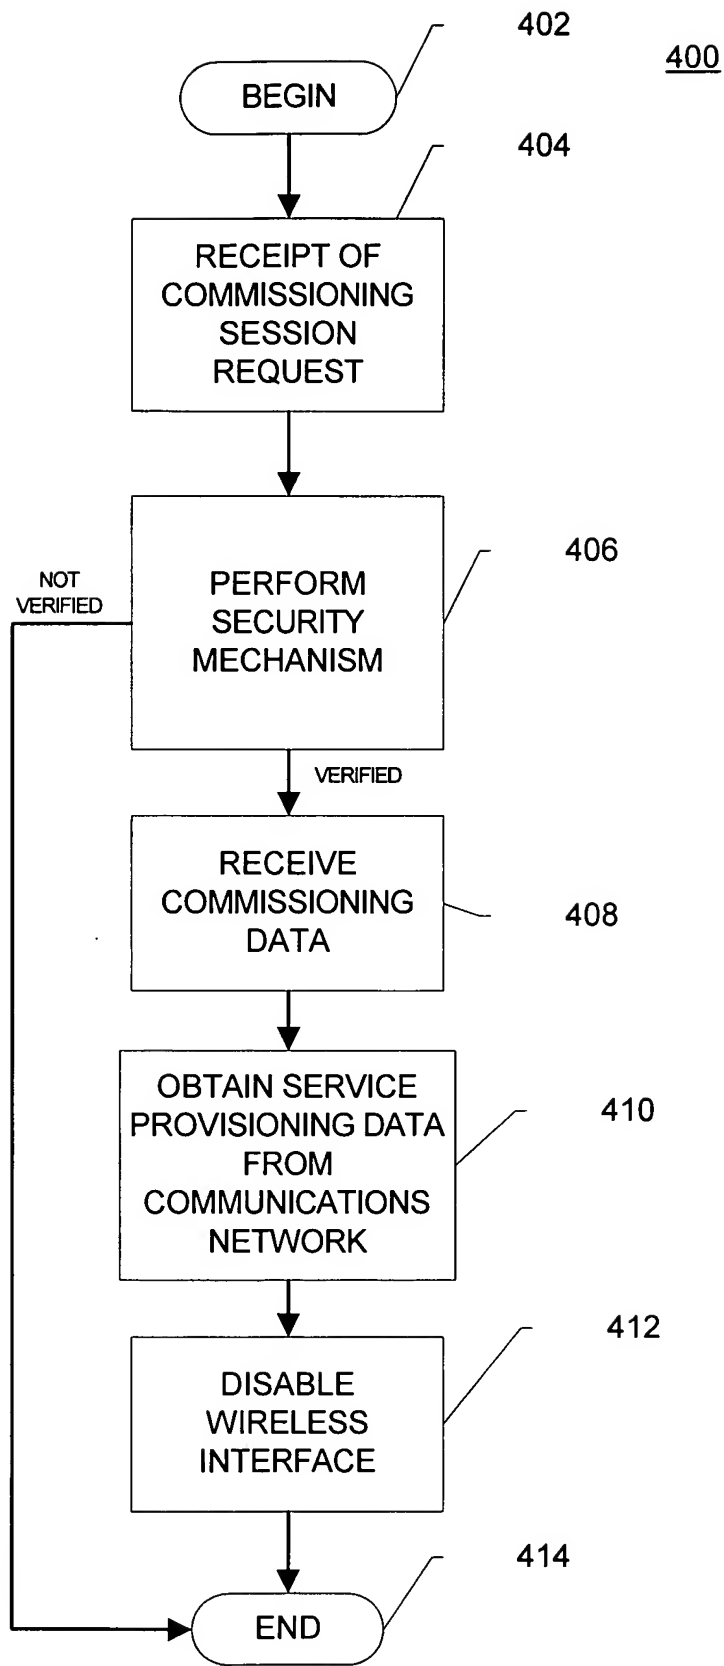 402
400
BEGIN
404
RECEIPT OF
COMMISSIONING
SESSION
REQUEST
406
NOT
VERIFIED
PERFORM
SECURITY
MECHANISM
VERIFIED
RECEIVE
COMMISSIONING
DATA
408
OBTAIN SERVICE
PROVISIONING DATA
FROM
COMMUNICATIONS
NETWORK
410
412
DISABLE
WIRELESS
INTERFACE
414
END